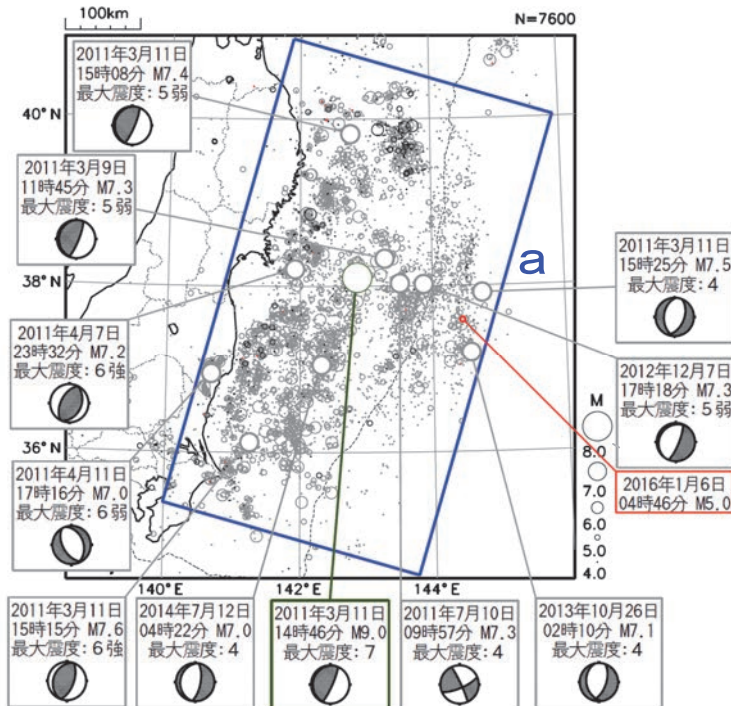 100km
N=7600
2011年3月11日
15時08分 M7.4
最大震度:5弱
40°N
2011年3月9日
11時45分 M7.3
最大震度:5弱
a
2011年3月11日
15時25分 M7.5
最大震度:4
38°N
2011年4月7日
23時32分 M7.2
最大震度:6強
2012年12月7日
17時18分 M7.3
最大震度:5弱
M
8.0
7.0
6.0
5.0
4.0
36°N
2011年4月11日
17時16分 M7.0
最大震度:6弱
2016年1月6日
04時46分 M5.0
140°E
142°E
144°E
2011年3月11日
15時15分 M7.6
最大震度:6強
2014年7月12日
04時22分 M7.0
最大震度:4
2011年3月11日
14時46分 M9.0
最大震度:7
2011年7月10日
09時57分 M7.3
最大震度:4
2013年10月26日
02時10分 M7.1
最大震度:4